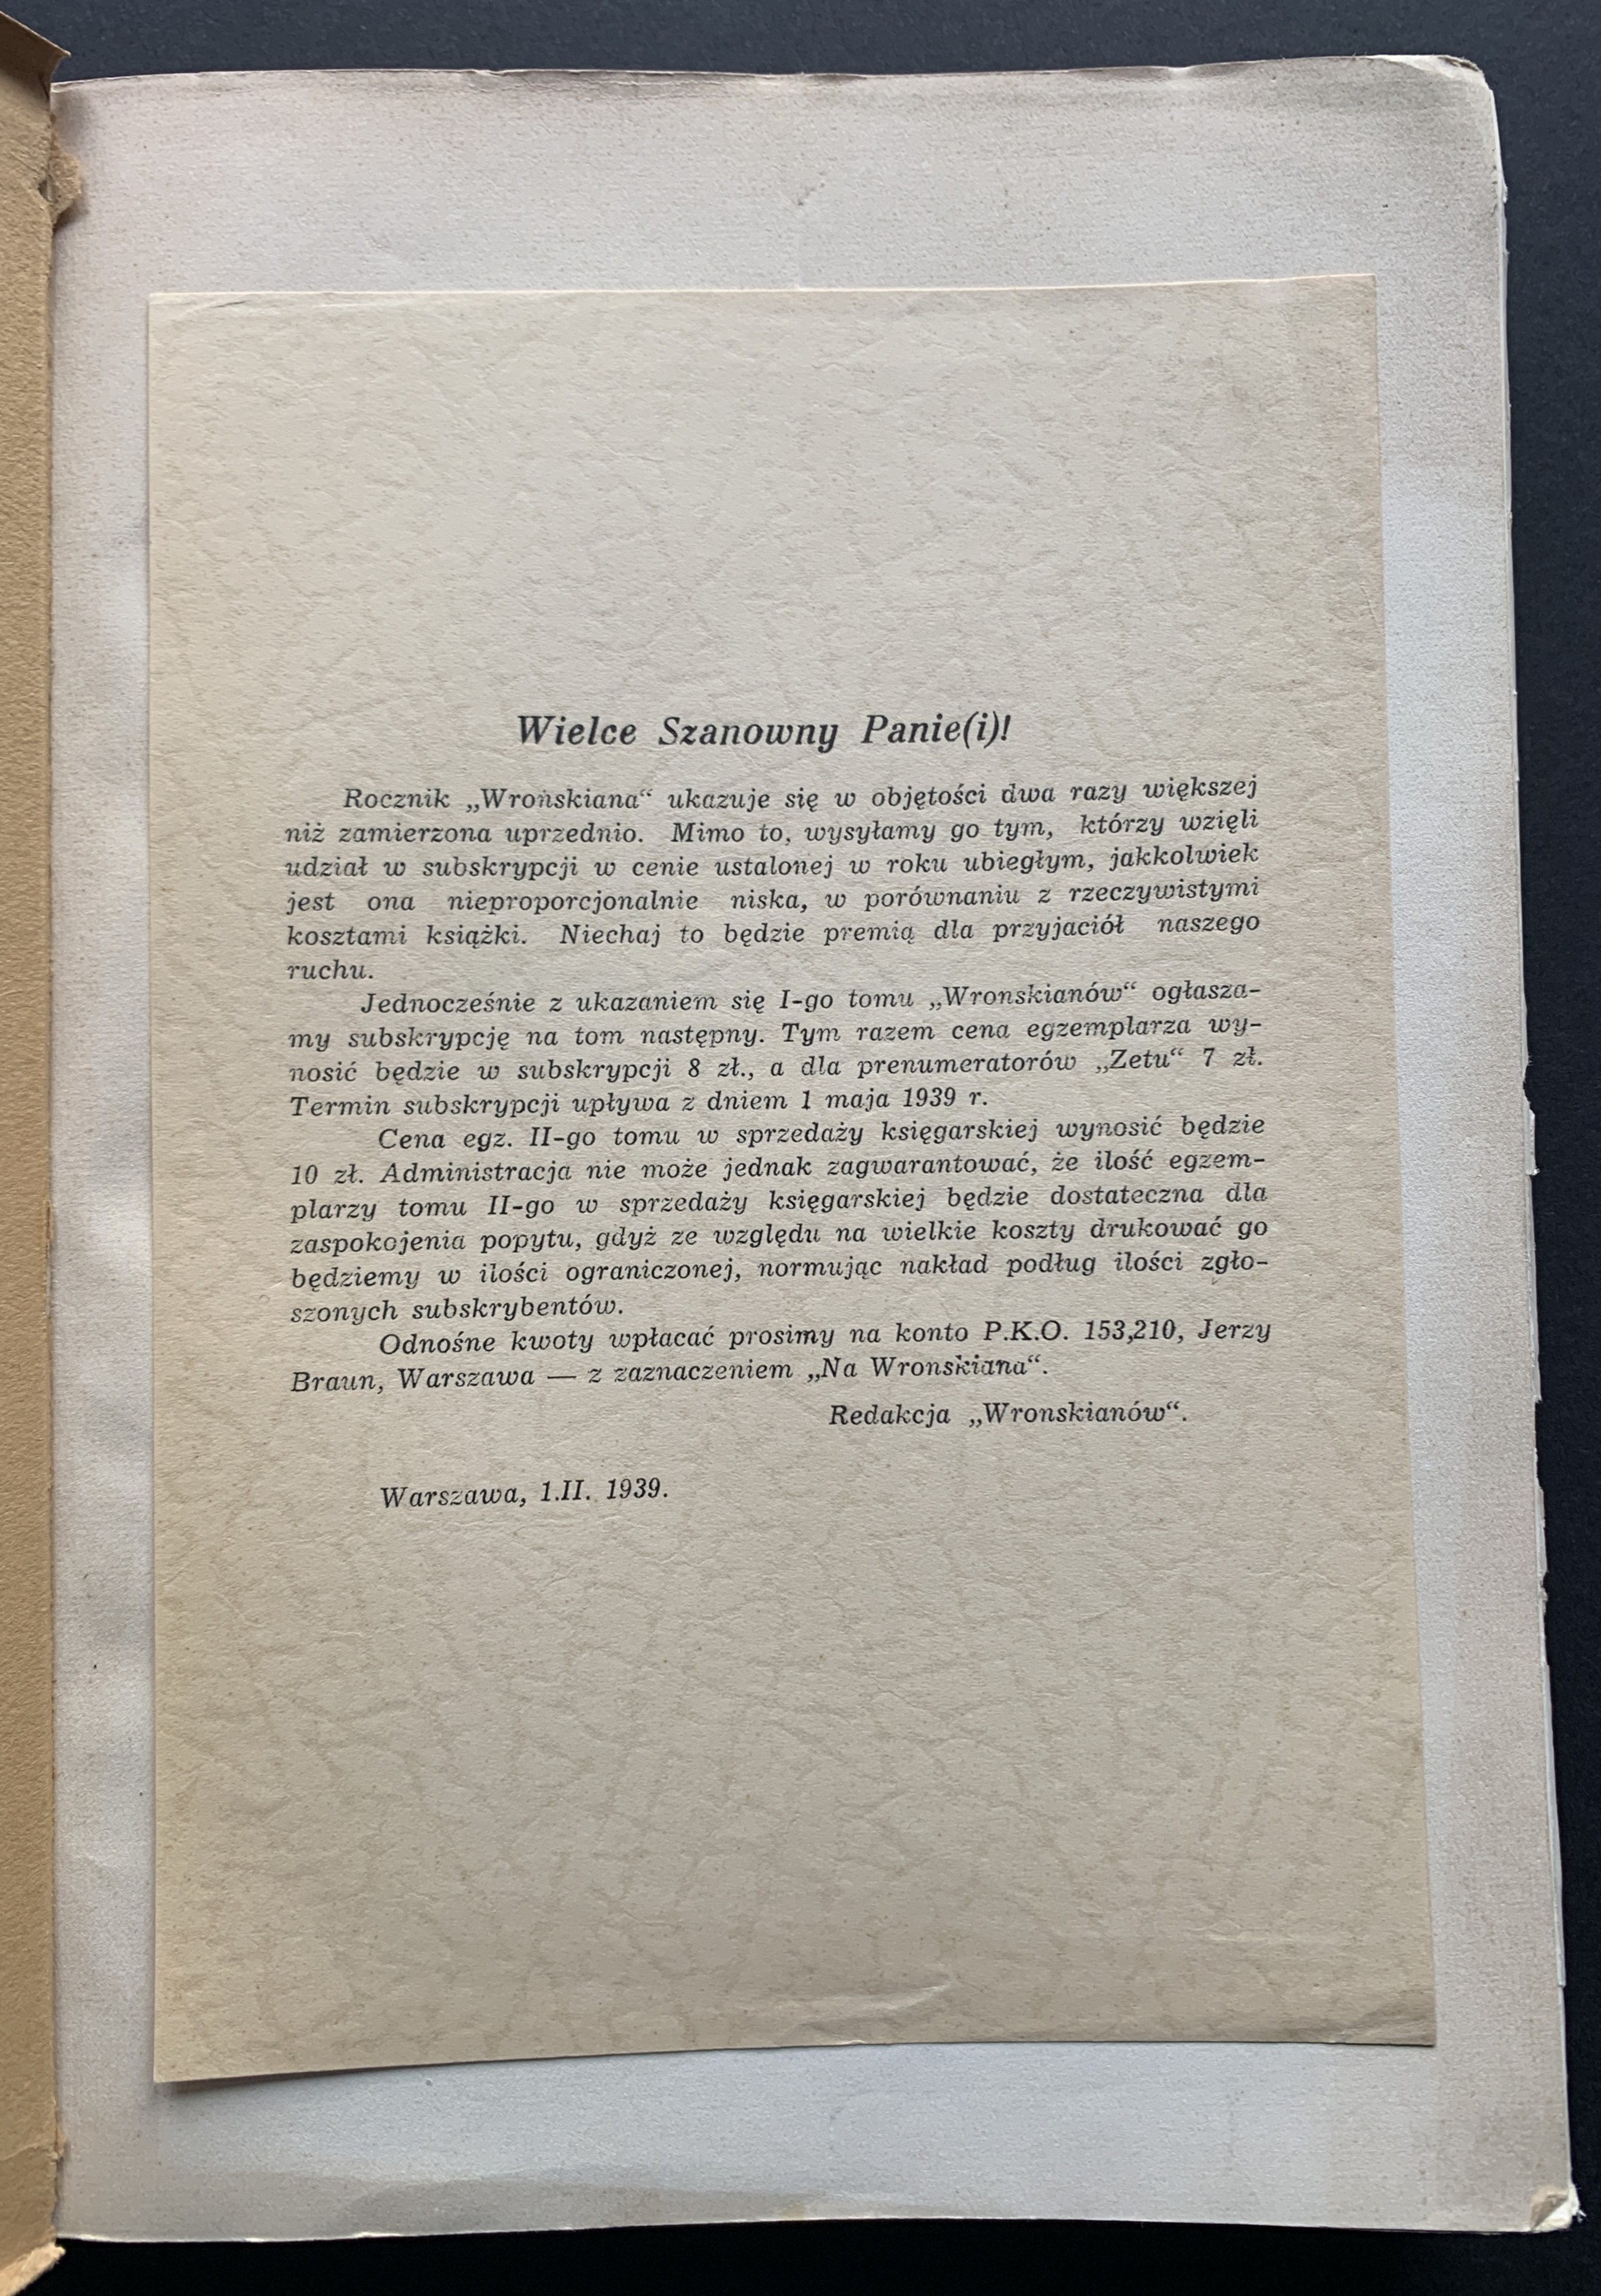 Wielce Szanowny Panie(i)!
Rocznik „Wrońskiana“ ukazuje się w objętości dwa razy większej
niż zamierzona uprzednio. Mimo to, wysyłamy go tym, którzy wzięli
udział w subskrypcji w cenie ustalonej w roku ubiegłym, jakkolwiek
jest ona nieproporcjonalnie niska, w porównaniu z rzeczywistymi
kosztami książki. Niechaj to będzie premią dla przyjaciół naszego
ruchu.
Jednocześnie z ukazaniem się I-go tomu „Wronskianów“ ogłasza-
my subskrypcję na tom następny. Tym razem cena egzemplarza wy-
nosić będzie w subskrypcji 8 zł., a dla prenumeratorów „Zetu“ 7 zł.
Termin subskrypcji upływa z dniem 1 maja 1939 r.
Cena egz. II-go tomu w sprzedaży księgarskiej wynosić będzie
10 zł. Administracja nie może jednak zagwarantować, że ilość egzem-
plarzy tomu II-go w sprzedaży księgarskiej będzie dostateczna dla
zaspokojenia popytu, gdyż ze względu na wielkie koszty drukować go
będziemy w ilości ograniczonej, normując nakład podług ilości zgło-
szonych subskrybentów.
Odnośne kwoty wpłacać prosimy na konto P.K.O. 153,210, Jerzy
Braun, Warszawa — z zaznaczeniem „Na Wronskiana“.
Redakcja „Wronskianów“.
Warszawa, 1.II. 1939.